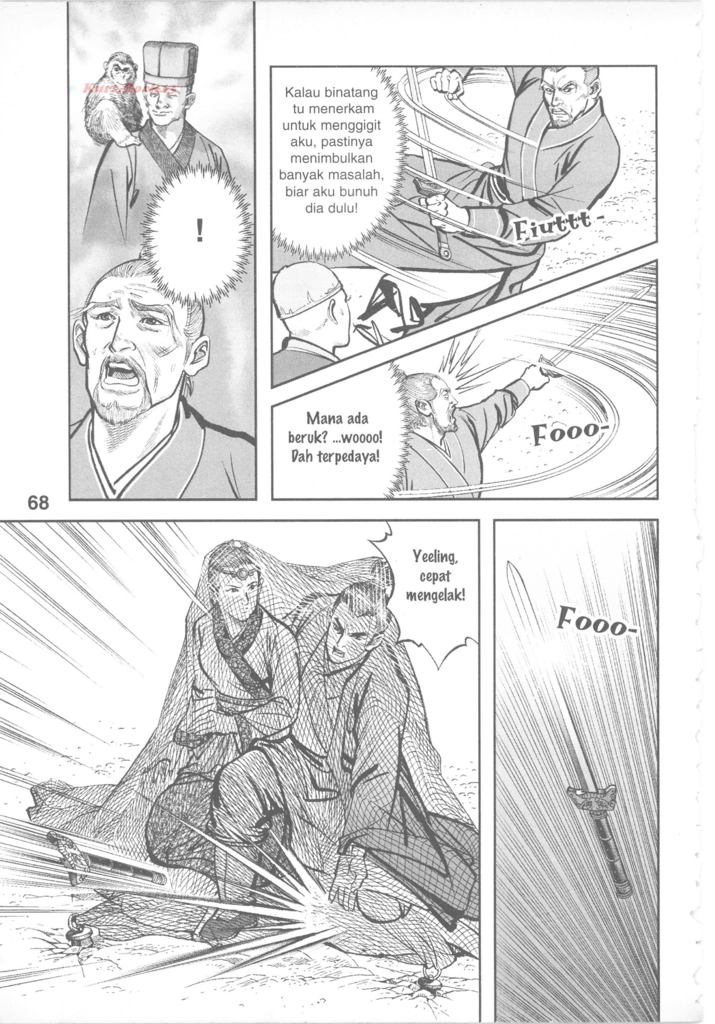 Kalau binatang
tu menerkam
untuk menggigit
aku, pastinya
menimbulkan
banyak masalah,
biar aku bunuh
dia dulu!
Fiuttt-
!
Mana ada
beruk? ...woooo!
Dah terpedaya!
Fooo-
68
Yeeling,
cepat
mengelak!
Fooo-